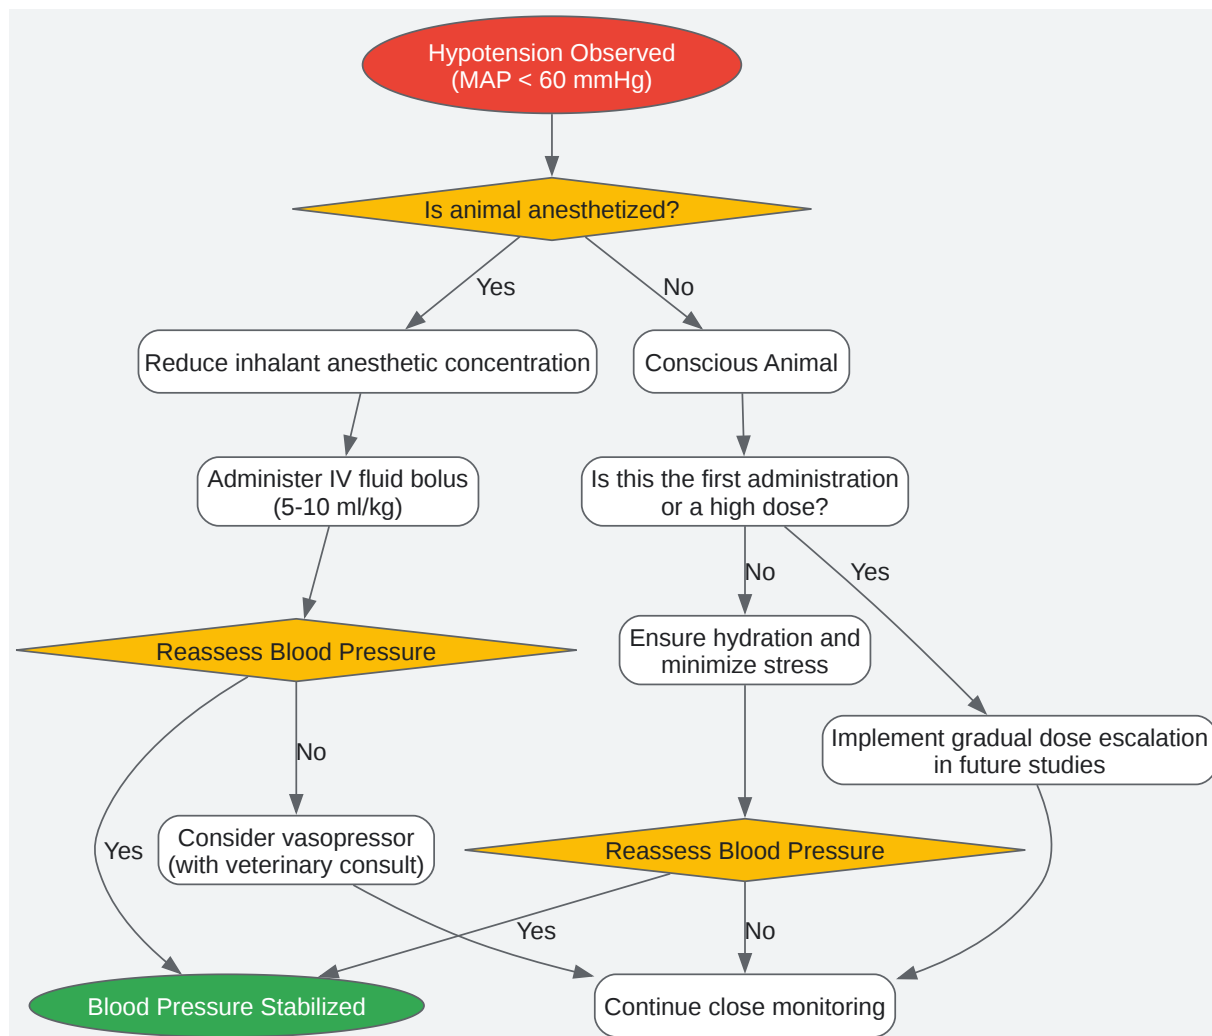 Hypotension Observed
(MAP < 60 mmHg)
Is animal anesthetized?
Yes
No
Reduce inhalant anesthetic concentration
Conscious Animal
Administer IV fluid bolus
(5-10 ml/kg)
Is this the first administration
or a high dose?
No
Yes
Ensure hydration and
minimize stress
Reassess Blood Pressure
No
Implement gradual dose escalation
in future studies
Yes
Consider vasopressor
(with veterinary consult)
Reassess Blood Pressure
Yes
No
Blood Pressure Stabilized
Continue close monitoring